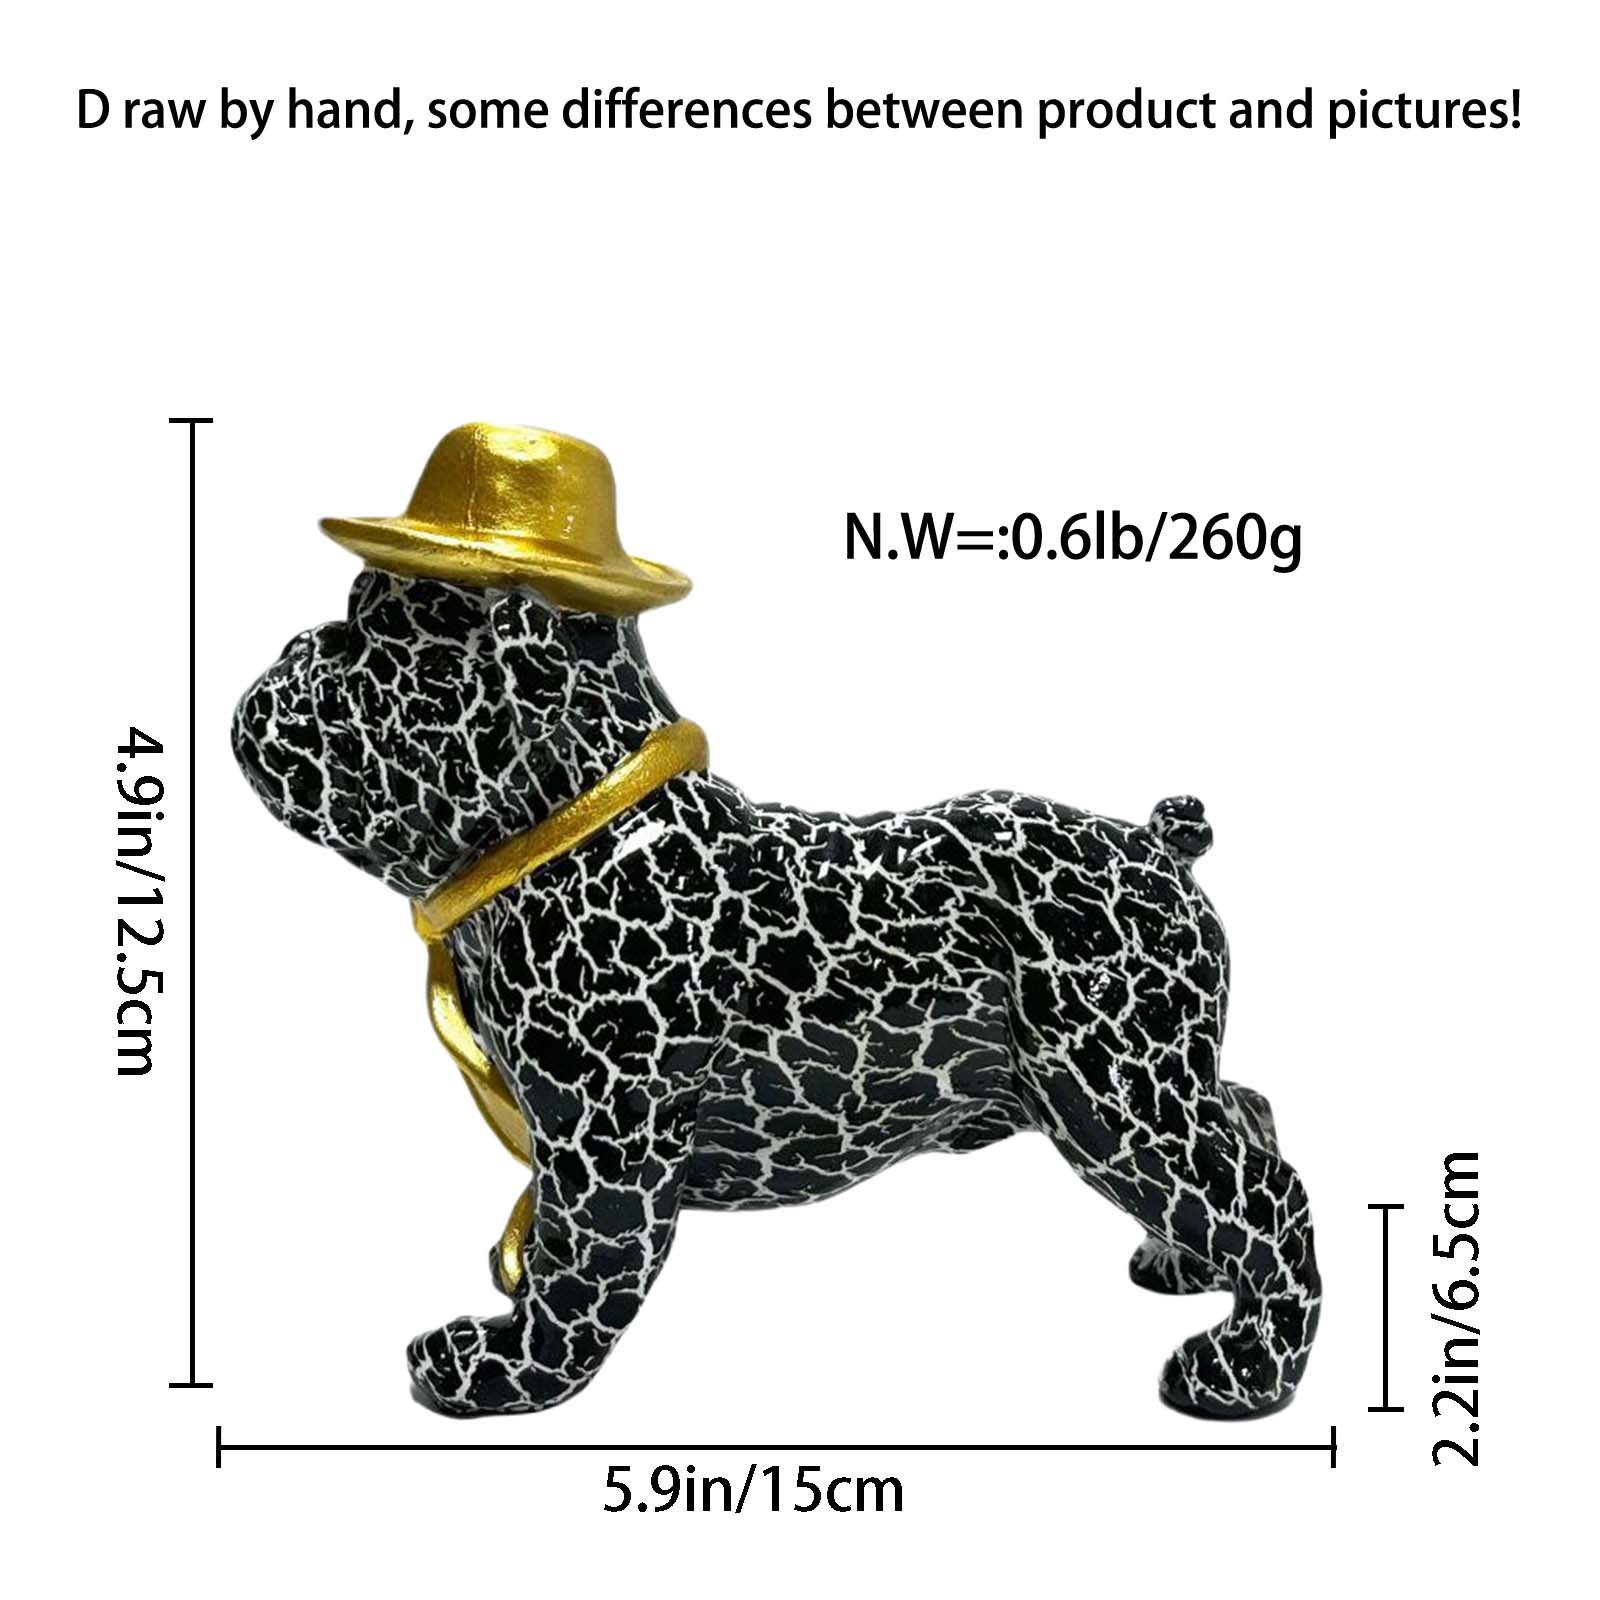 D raw by hand, some differences between product and pictures!
N.W=:0.6lb/260g
4.9in/12.5cm
2.2in/6.5cm
5.9in/15cm